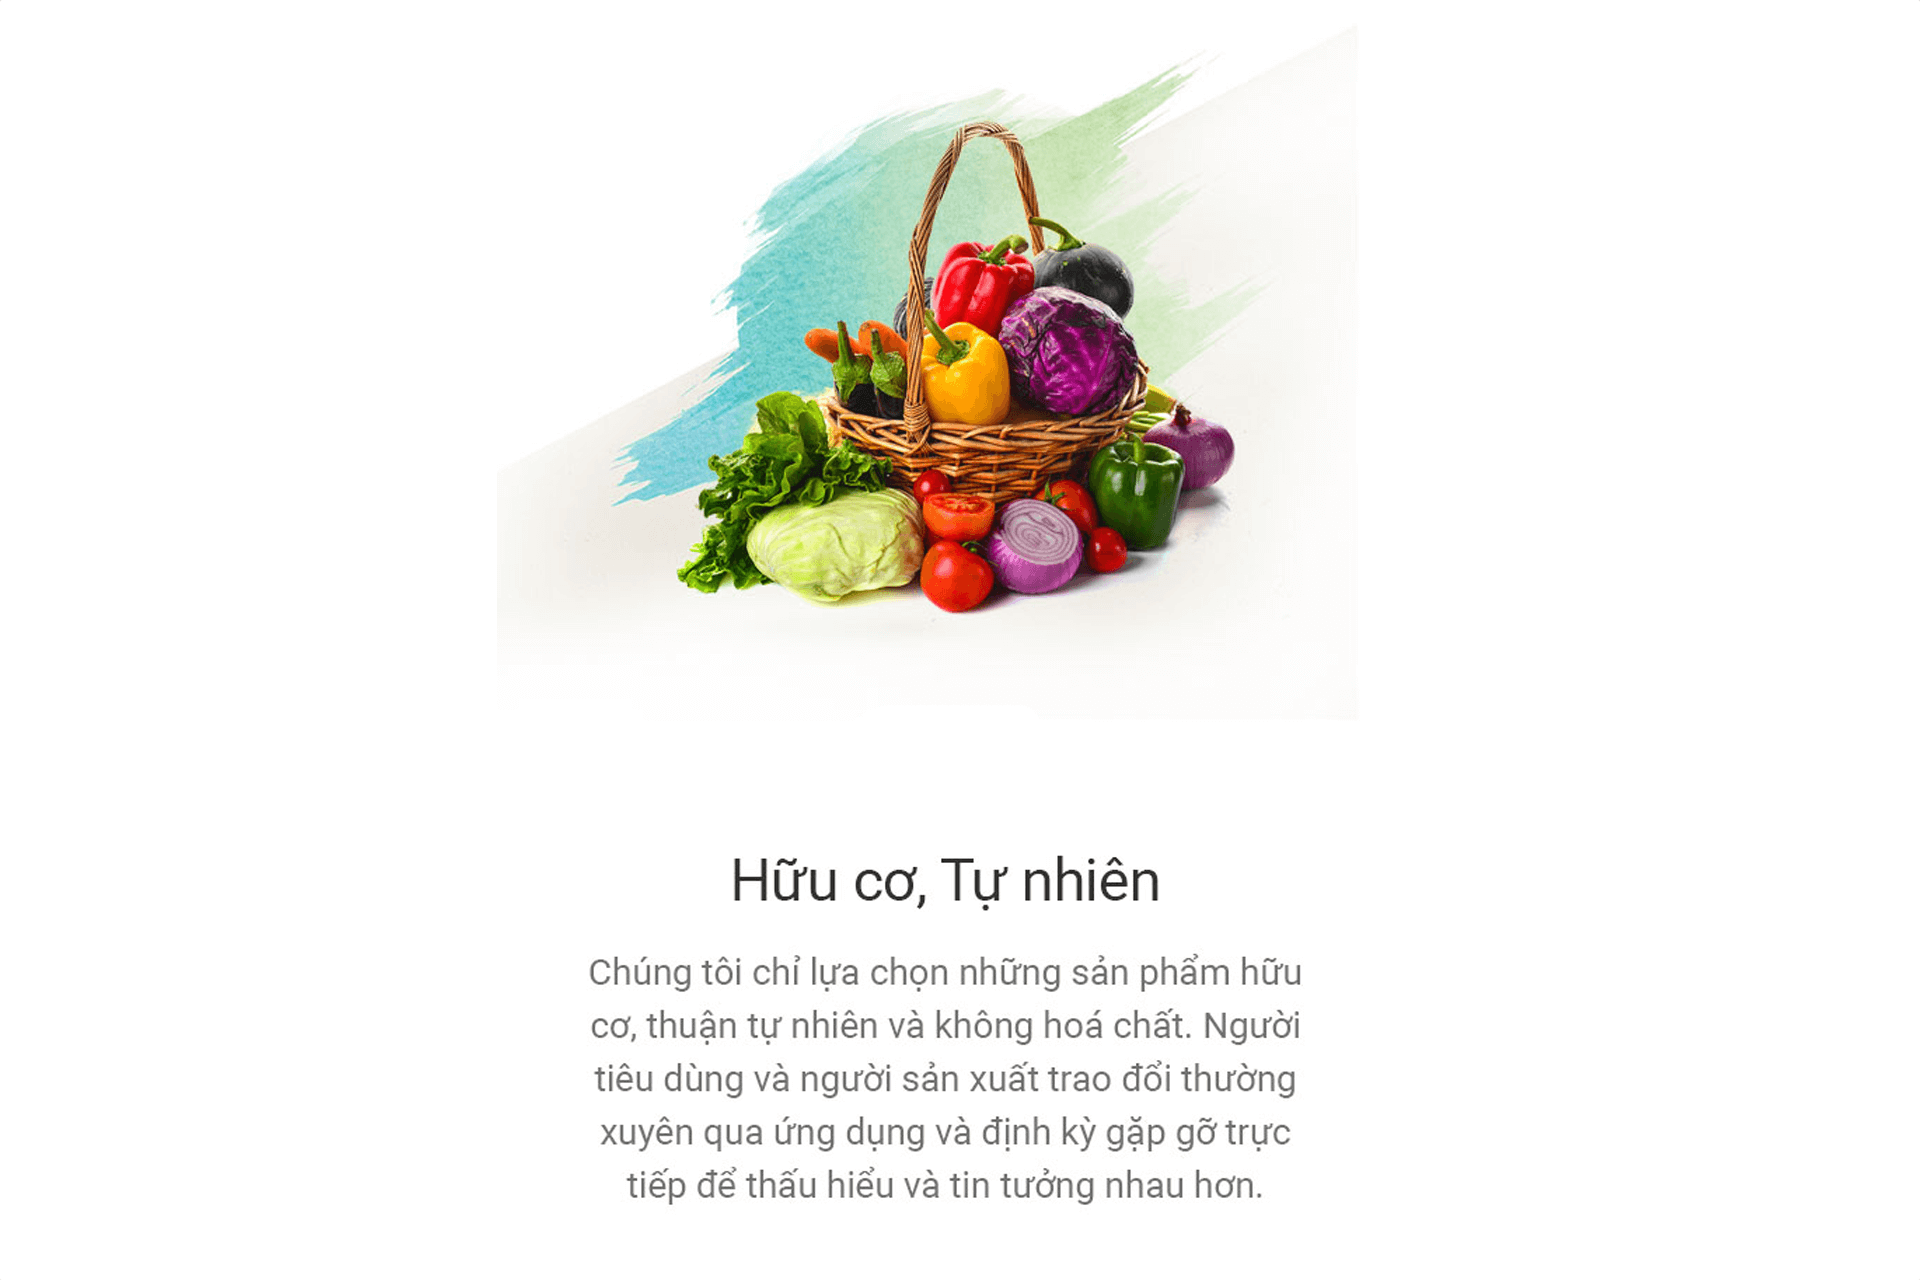 Hữu cơ, Tự nhiên
Chúng tôi chỉ lựa chọn những sản phẩm hữu
cơ, thuận tự nhiên và không hoá chất. Người
tiêu dùng và người sản xuất trao đổi thường
xuyên qua ứng dụng và định kỳ gặp gỡ trực
tiếp để thấu hiểu và tin tưởng nhau hơn.